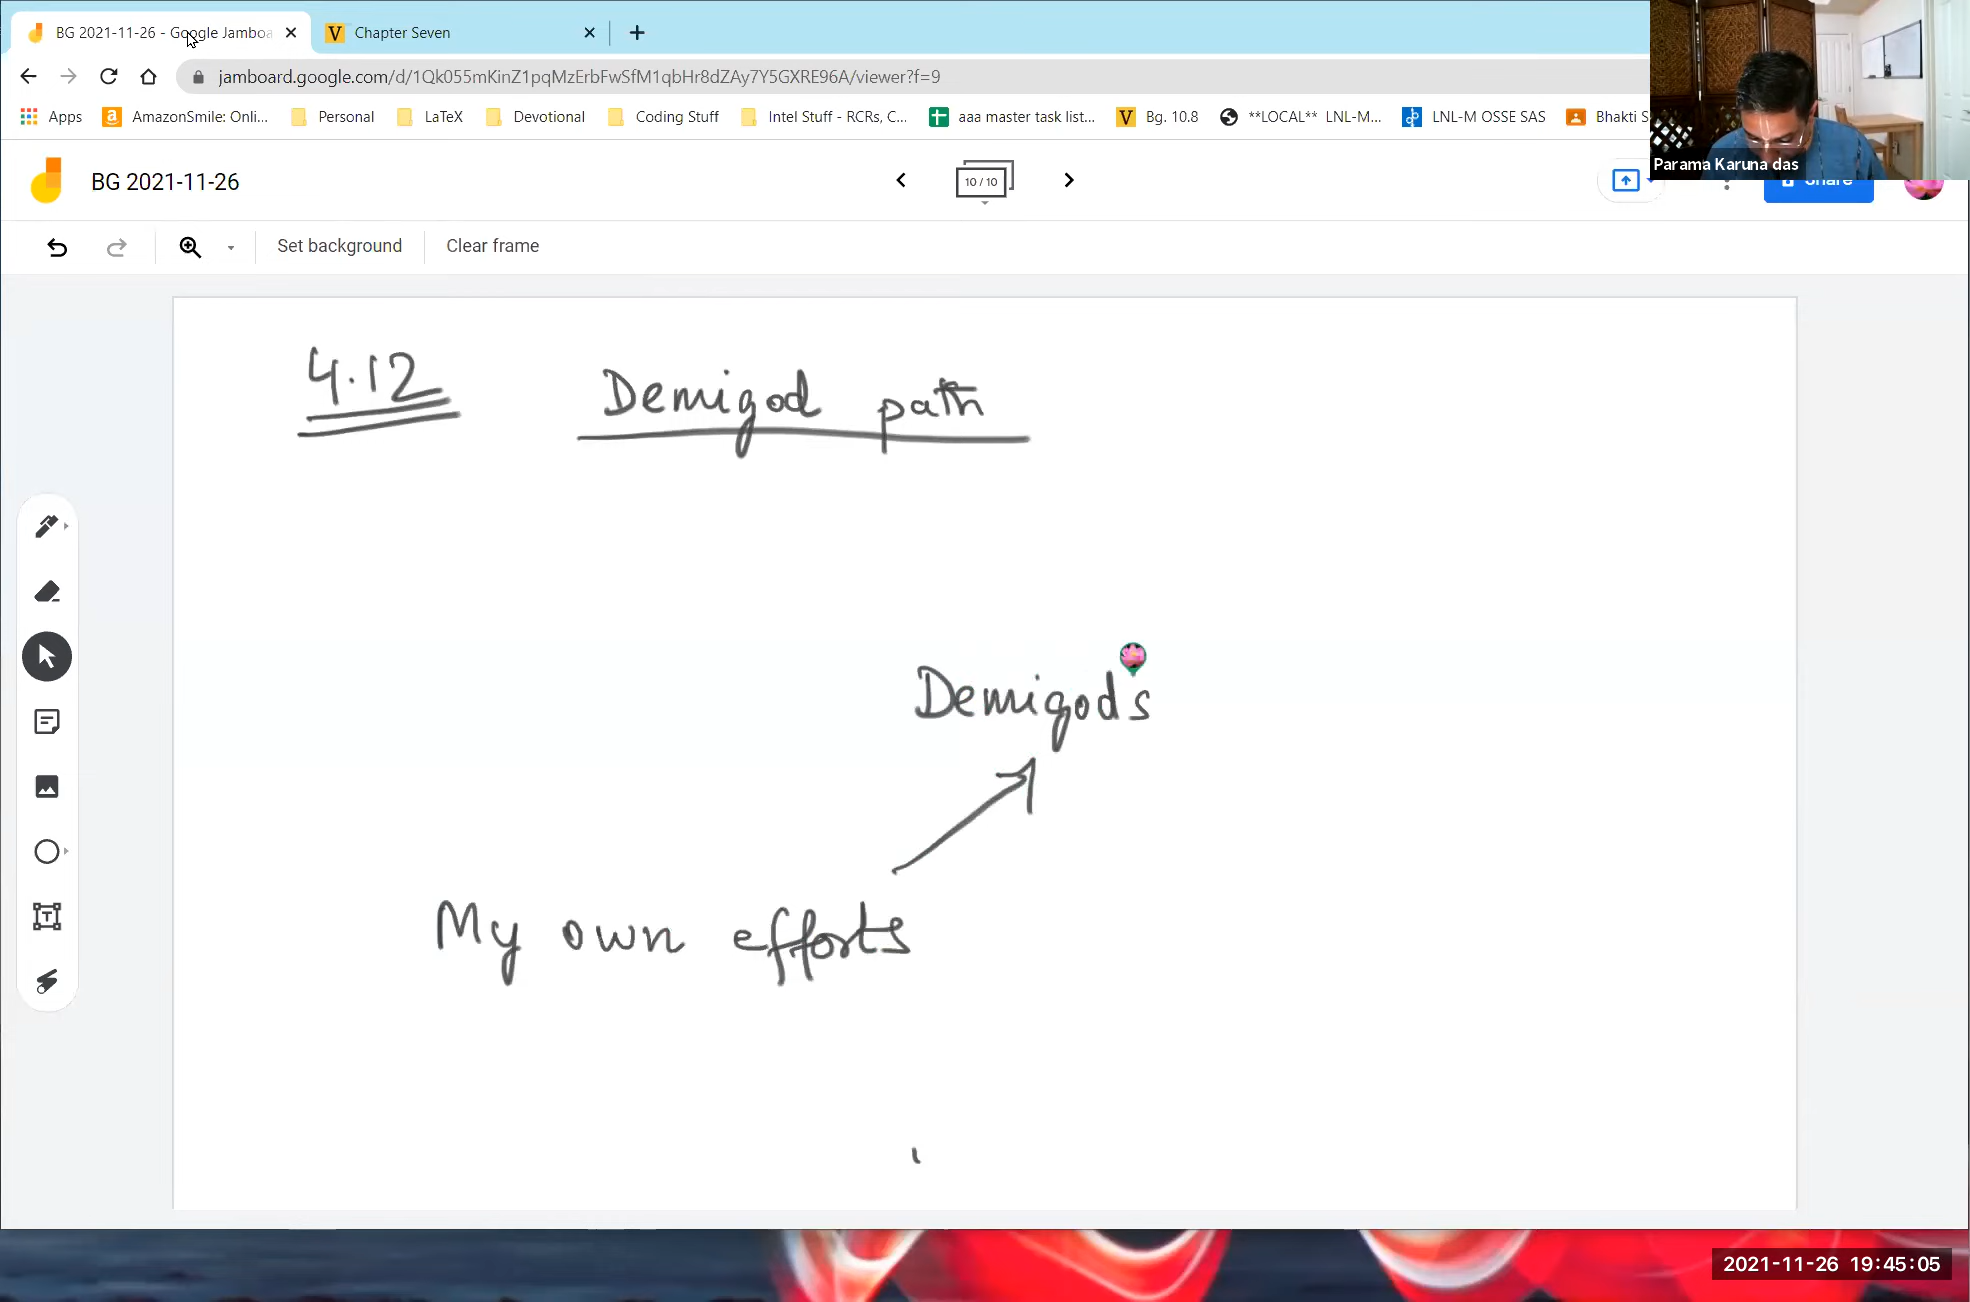 BG 2021-11-26 - Google Jamboa
Chapter Seven
jamboard.google.com/d/1Qk055mKinZ1pqMzErbFwSfM1qbHr8dZAy7Y5GXRE96A/viewer?f=9
Apps AmazonSmile: Onli... Personal LaTeX Devotional Coding Stuff Intel Stuff - RCRs, C... aaa master task list... Bg. 10.8 **LOCAL** LNL-M... LNL-M OSSE SAS Bhakti S
Parama Karuna das
BG 2021-11-26
10 / 10
Share
Set background Clear frame
4.12 Demigod path
Demigods
My own efforts
2021-11-26 19:45:05